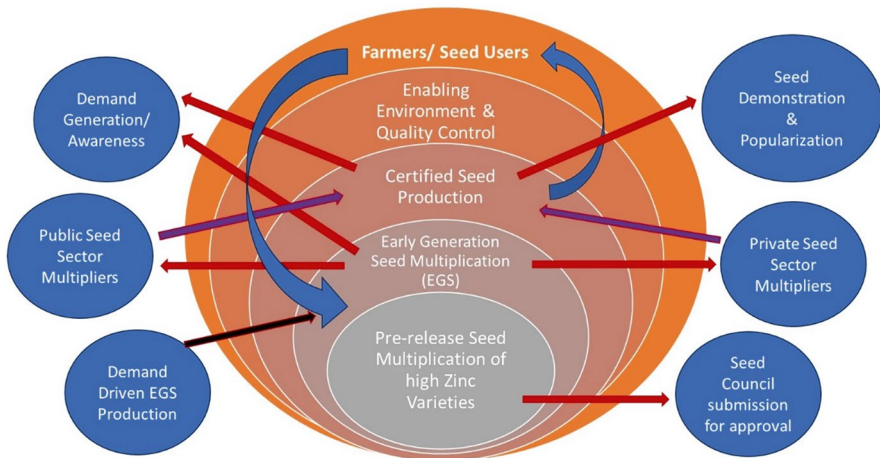 Farmers/ Seed Users
Enabling
Environment &
Quality Control
Certified Seed
Production
Early Generation
Seed Multiplication
(EGS)
Pre-release Seed
Multiplication of
high Zinc
Varieties
Demand
Generation/
Awareness
Public Seed
Sector
Multipliers
Demand
Driven EGS
Production
Seed
Demonstration
&
Popularization
Private Seed
Sector
Multipliers
Seed
Council
submission
for approval